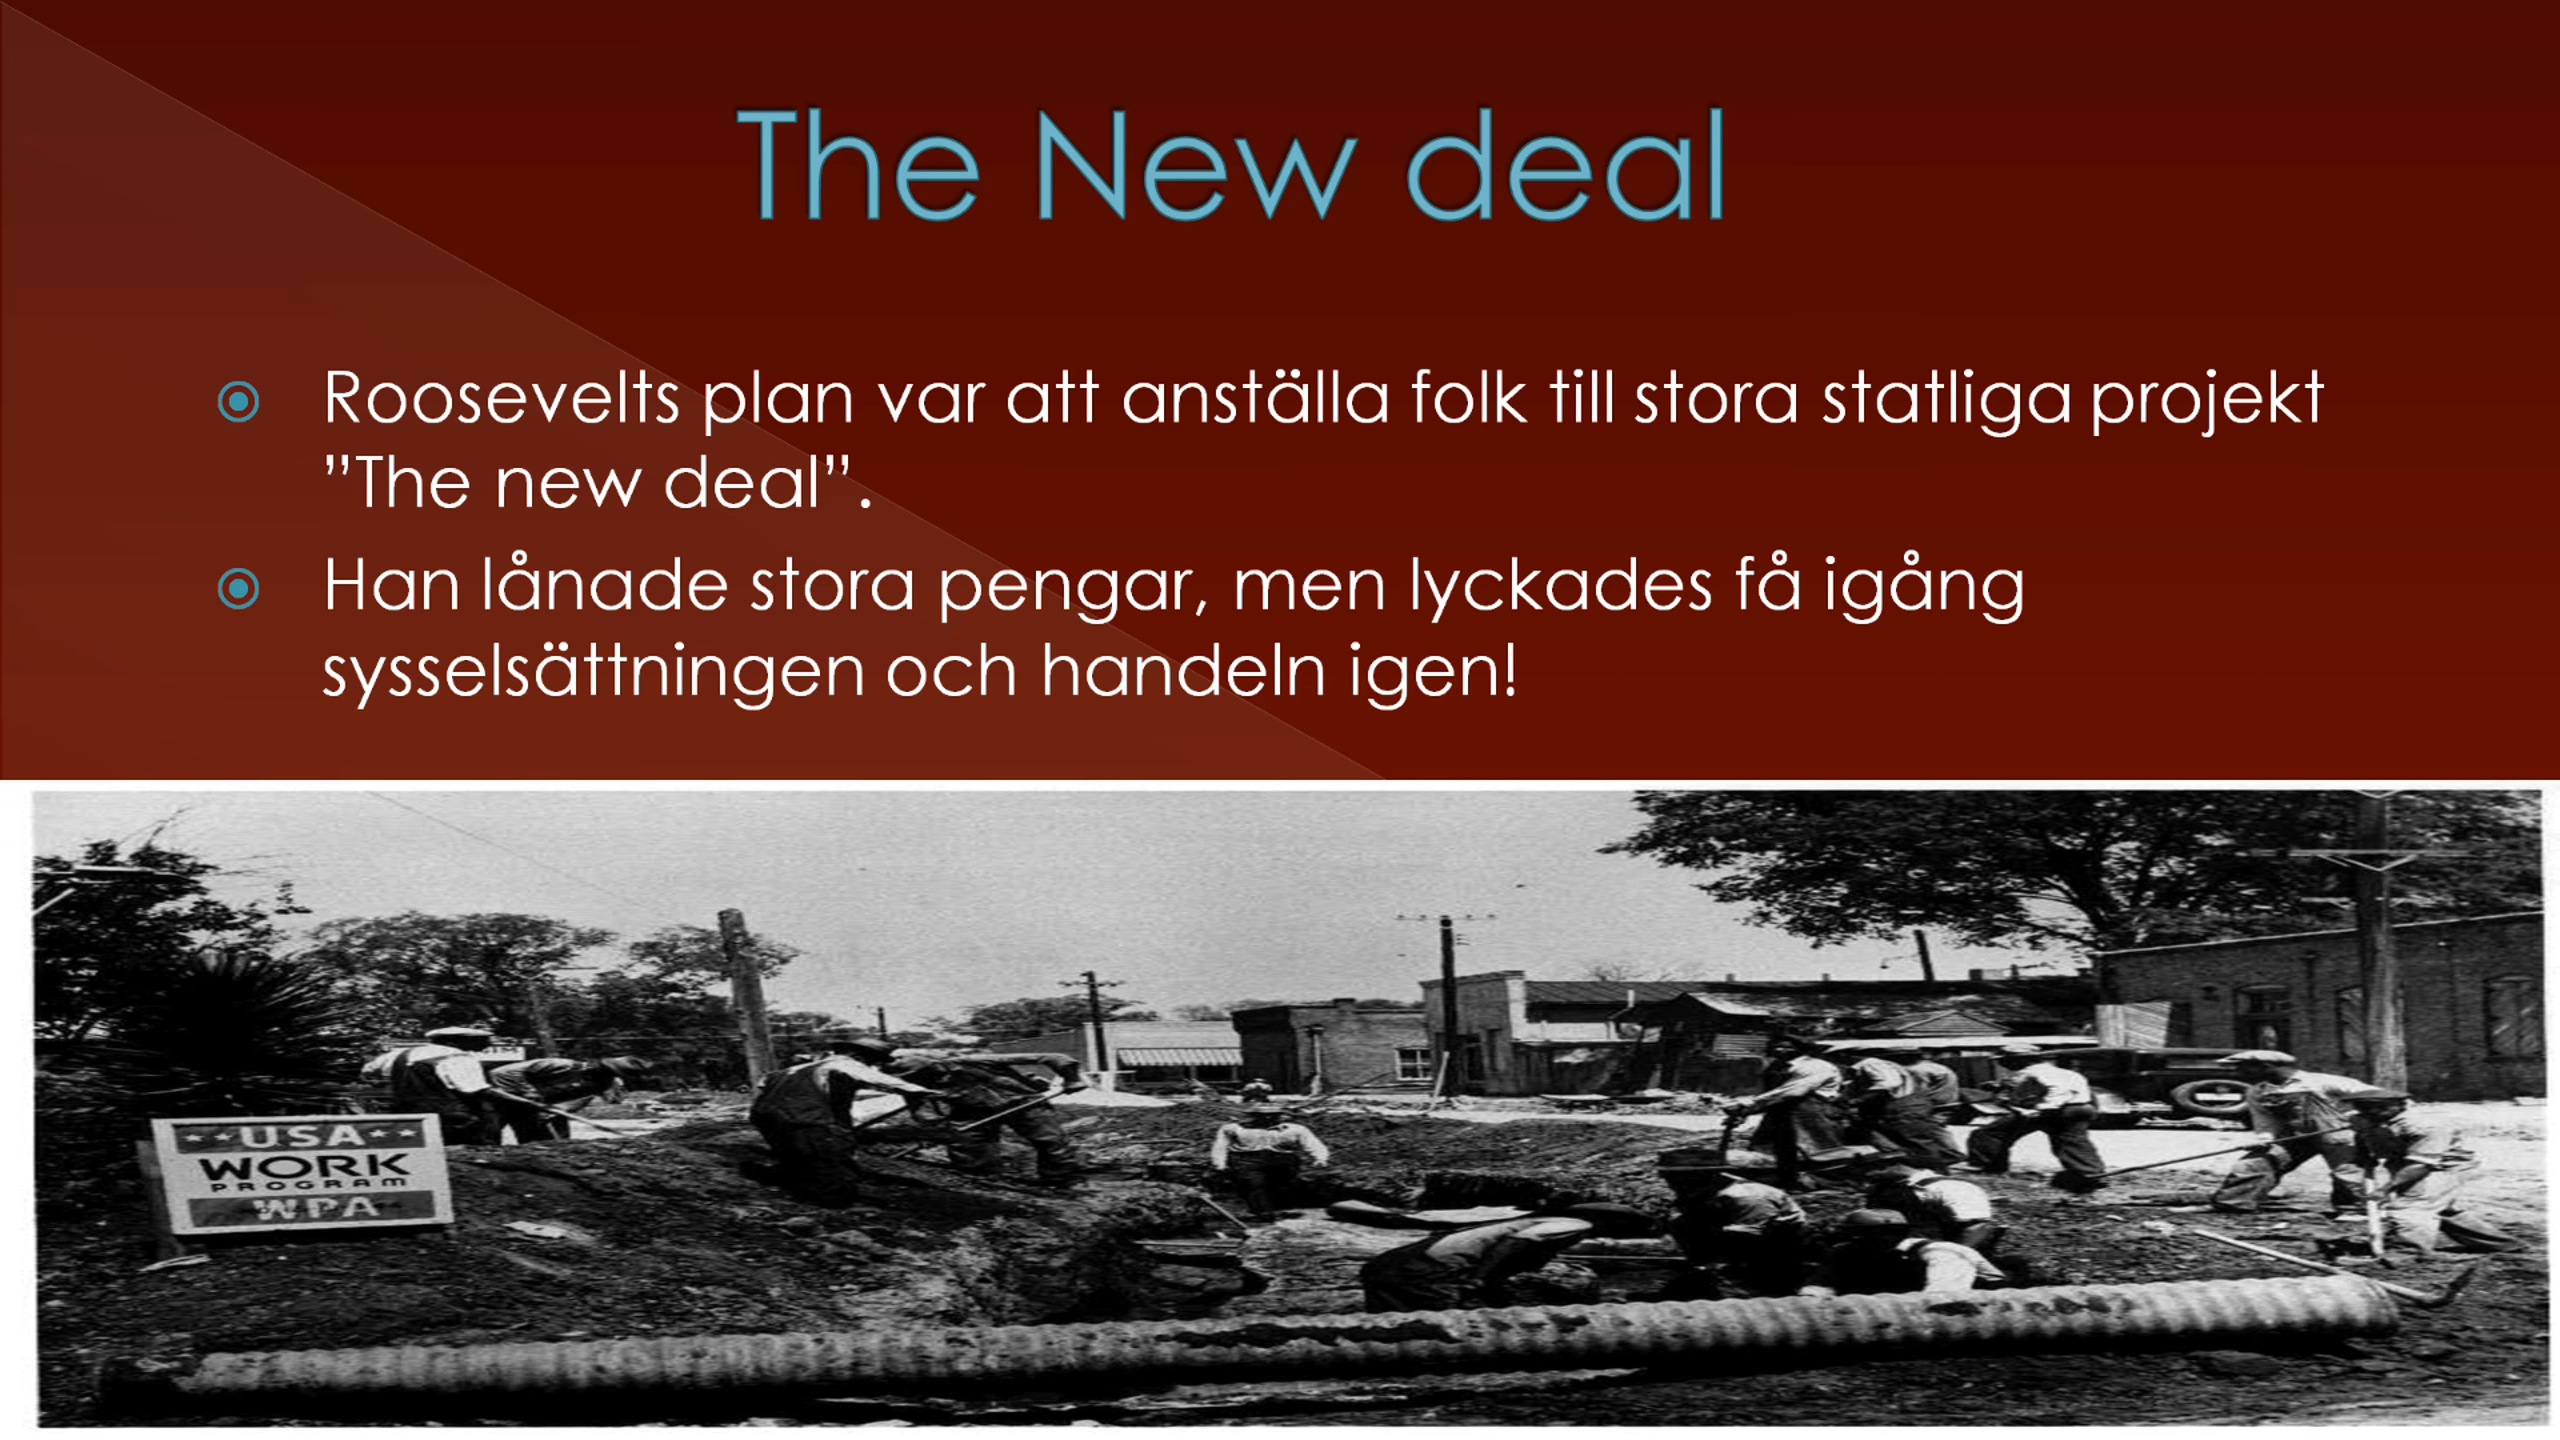 The New deal
Roosevelts plan var att anställa folk till stora statliga projekt
”The new deal”.
Han lånade stora pengar, men lyckades få igång
sysselsättningen och handeln igen!
USA
WORK
PROGRAM
WPA